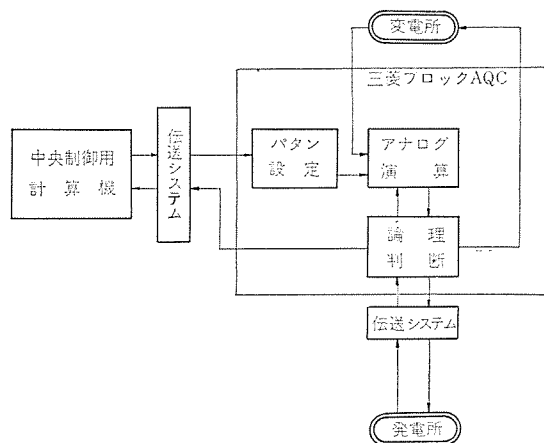 変電所
三菱ブロックAQC
中央制御用
計算機
伝送システム
パタン
設定
アナログ
演算
論理
判断
伝送システム
発電所